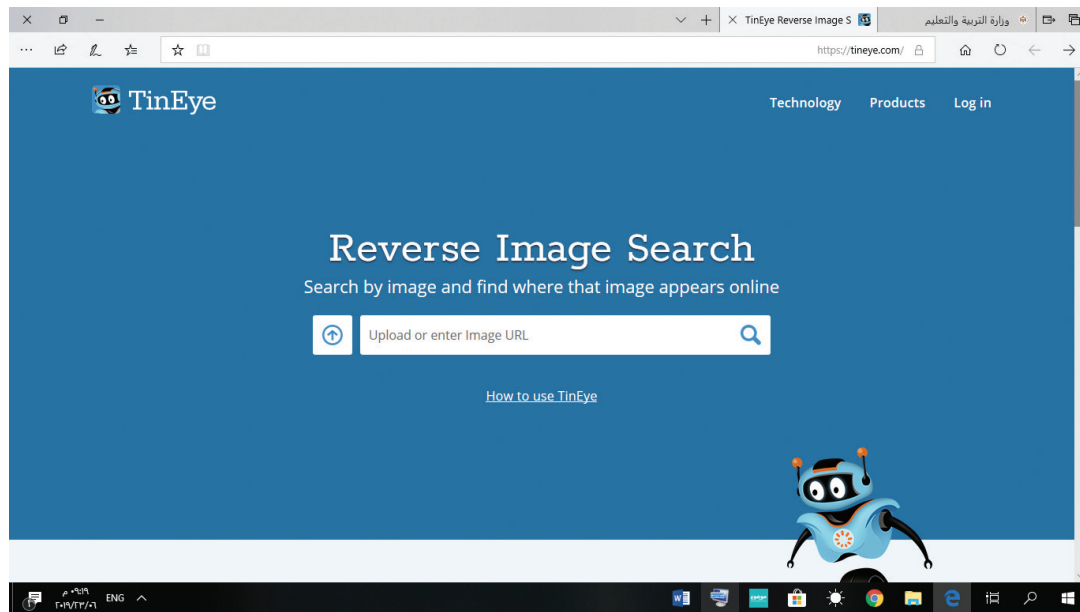 وزارة التربية والتعليم
TinEye Reverse Image S
https://tineye.com/
TinEye
Technology Products Log in
Reverse Image Search
Search by image and find where that image appears online
Upload or enter Image URL
How to use TinEye
ENG